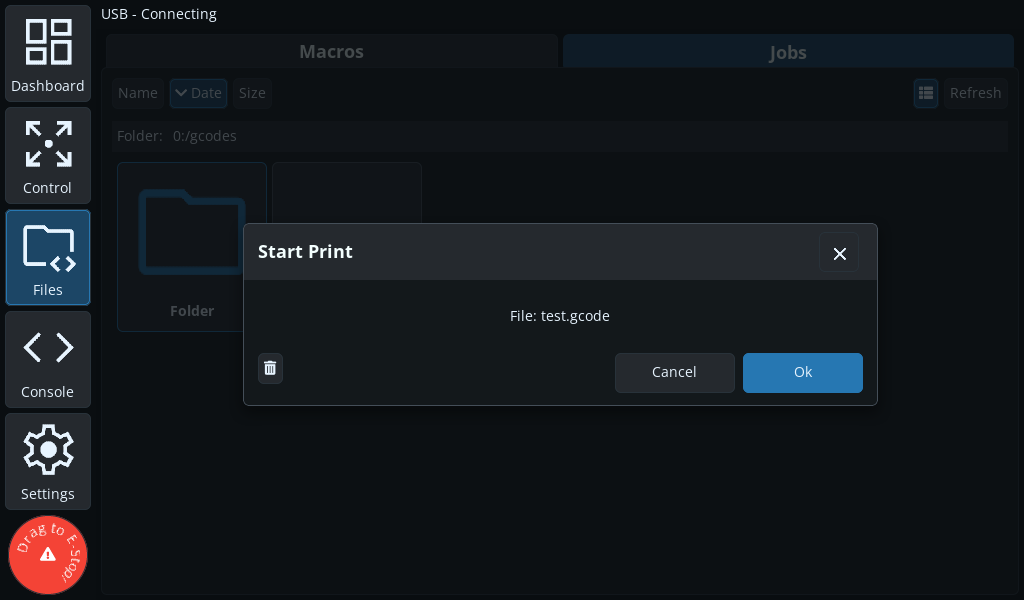 USB - Connecting
Dashboard
Control
Files
Console
Settings
Drag to E-Stop!
Macros
Jobs
Name
Date
Size
Refresh
Folder: 0:/gcodes
Folder
Start Print
File: test.gcode
Cancel
Ok